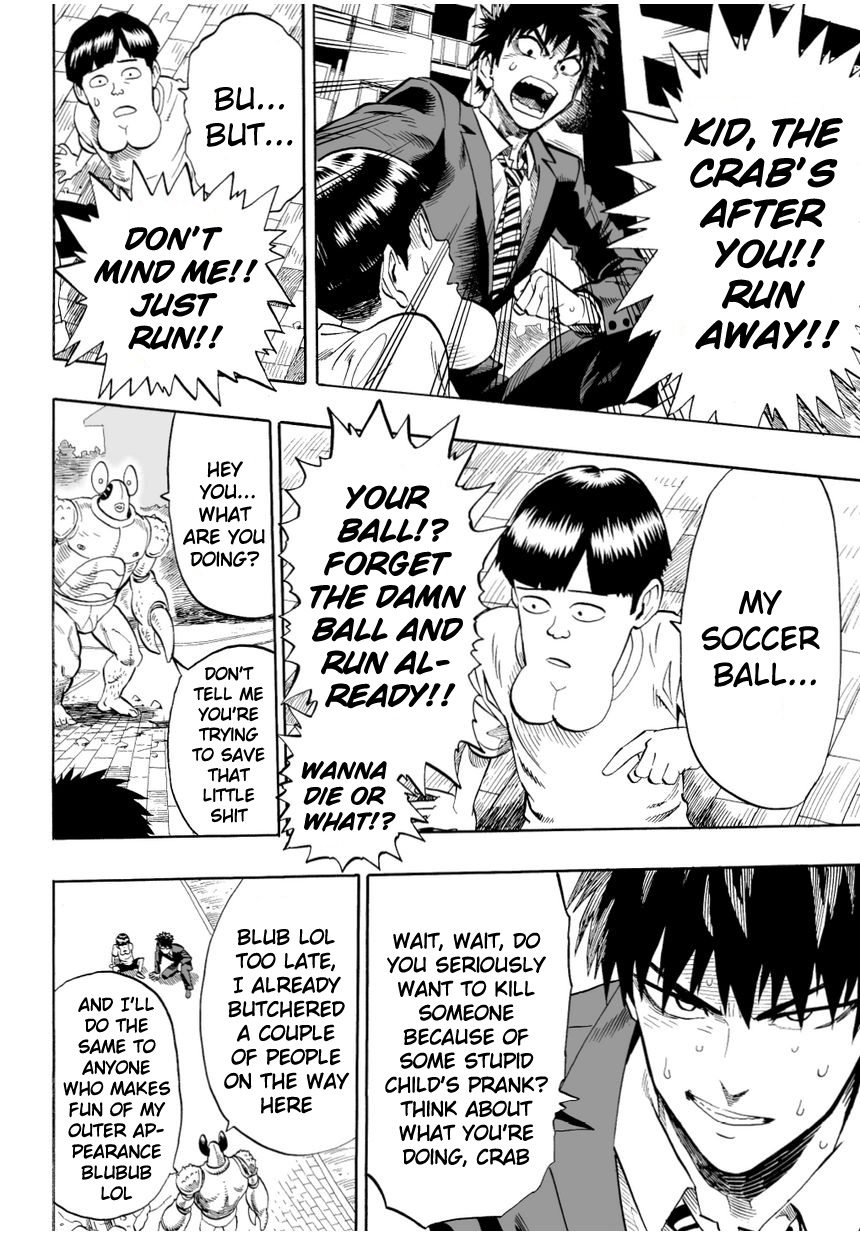 KID, THE
CRAB'S
AFTER
YOU!!
RUN
AWAY!!
BU...
BUT...
DON'T
MIND ME!!
JUST
RUN!!
MY
SOCCER
BALL...
YOUR
BALL!?
FORGET
THE DAMN
BALL AND
RUN AL-
READY!!
WANNA
DIE OR
WHAT!?
HEY
YOU...
WHAT
ARE YOU
DOING?
DON'T
TELL ME
YOU'RE
TRYING
TO SAVE
THAT
LITTLE
SHIT
WAIT, WAIT, DO
YOU SERIOUSLY
WANT TO KILL
SOMEONE
BECAUSE OF
SOME STUPID
CHILD'S PRANK?
THINK ABOUT
WHAT YOU'RE
DOING, CRAB
BLUB LOL
TOO LATE,
I ALREADY
BUTCHERED
A COUPLE
OF PEOPLE
ON THE WAY
HERE
AND I'LL
DO THE
SAME TO
ANYONE
WHO MAKES
FUN OF MY
OUTER AP-
PEARANCE
BLUBUB
LOL